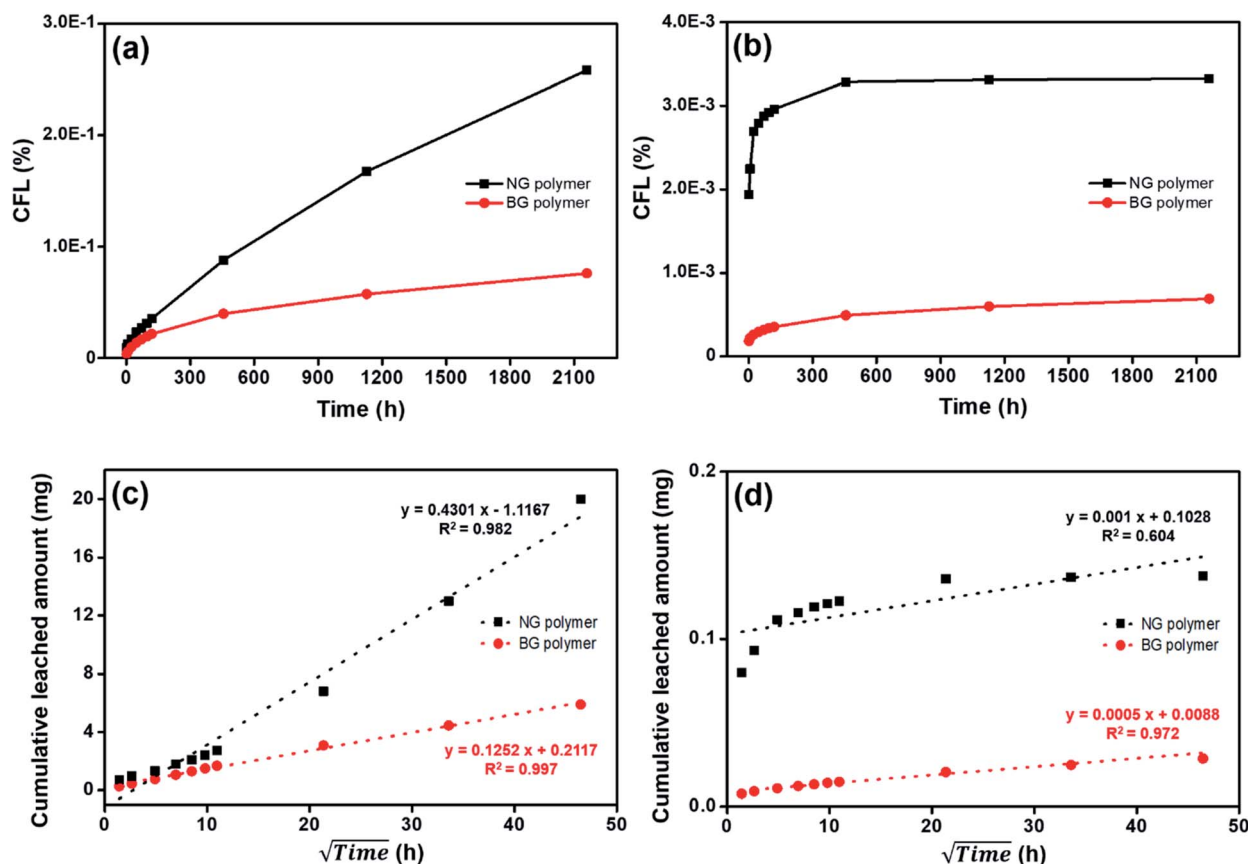 (a)
3.0E-1
2.0E-1
1.0E-1
0
CFL (%)
NG polymer
BG polymer
0 300 600 900 1200 1500 1800 2100
Time (h)
(b)
4.0E-3
3.0E-3
2.0E-3
1.0E-3
0
CFL (%)
NG polymer
BG polymer
0 300 600 900 1200 1500 1800 2100
Time (h)
(c)
20
16
12
8
4
0
Cumulative leached amount (mg)
y = 0.4301 x - 1.1167
R² = 0.982
NG polymer
BG polymer
y = 0.1252 x + 0.2117
R² = 0.997
0 10 20 30 40 50
√Time (h)
(d)
0.2
0.1
0.0
Cumulative leached amount (mg)
y = 0.001 x + 0.1028
R² = 0.604
NG polymer
BG polymer
y = 0.0005 x + 0.0088
R² = 0.972
0 10 20 30 40 50
√Time (h)